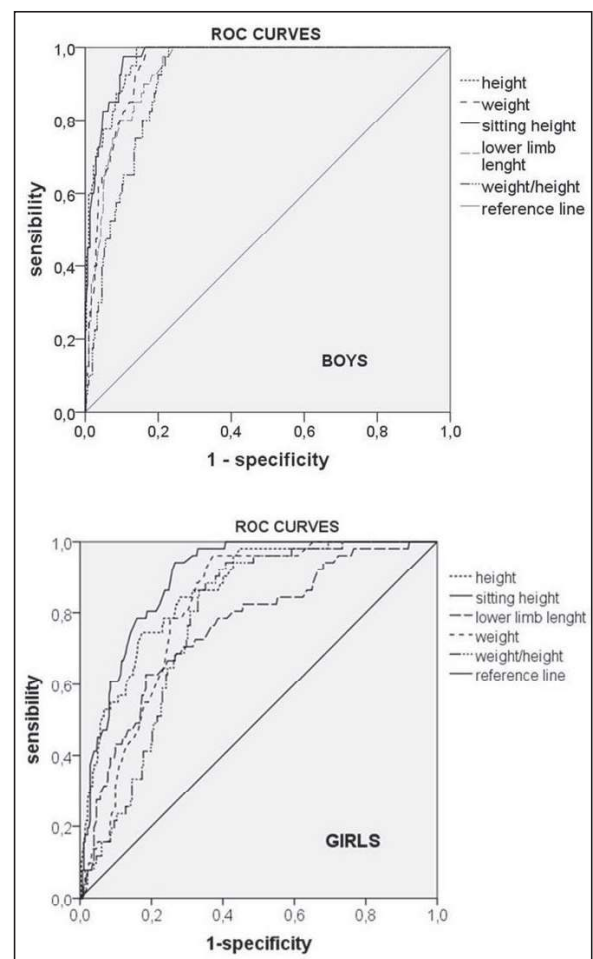 ROC CURVES
1,0
0,8
0,6
0,4
0,2
0,0
sensibility
0,0 0,2 0,4 0,6 0,8 1,0
1 - specificity
BOYS
height
weight
sitting height
lower limb
lenght
weight/height
reference line
ROC CURVES
1,0
0,8
0,6
0,4
0,2
0,0
sensibility
0,0 0,2 0,4 0,6 0,8 1,0
1-specificity
GIRLS
height
sitting height
lower limb lenght
weight
weight/height
reference line